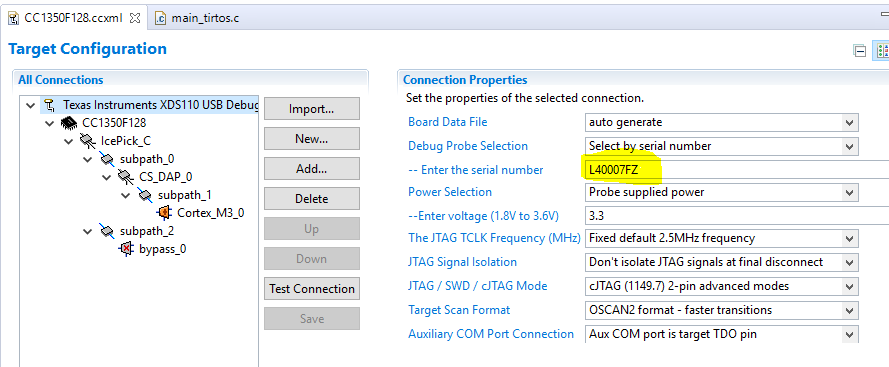 CC1350F128.ccxml
main_tirtos.c
Target Configuration
All Connections
Texas Instruments XDS110 USB Debug
CC1350F128
IcePick_C
subpath_0
CS_DAP_0
subpath_1
Cortex_M3_0
subpath_2
bypass_0
Import...
New...
Add...
Delete
Up
Down
Test Connection
Save
Connection Properties
Set the properties of the selected connection.
Board Data File auto generate
Debug Probe Selection Select by serial number
-- Enter the serial number L40007FZ
Power Selection Probe supplied power
--Enter voltage (1.8V to 3.6V) 3.3
The JTAG TCLK Frequency (MHz) Fixed default 2.5MHz frequency
JTAG Signal Isolation Don't isolate JTAG signals at final disconnect
JTAG / SWD / cJTAG Mode cJTAG (1149.7) 2-pin advanced modes
Target Scan Format OSCAN2 format - faster transitions
Auxiliary COM Port Connection Aux COM port is target TDO pin